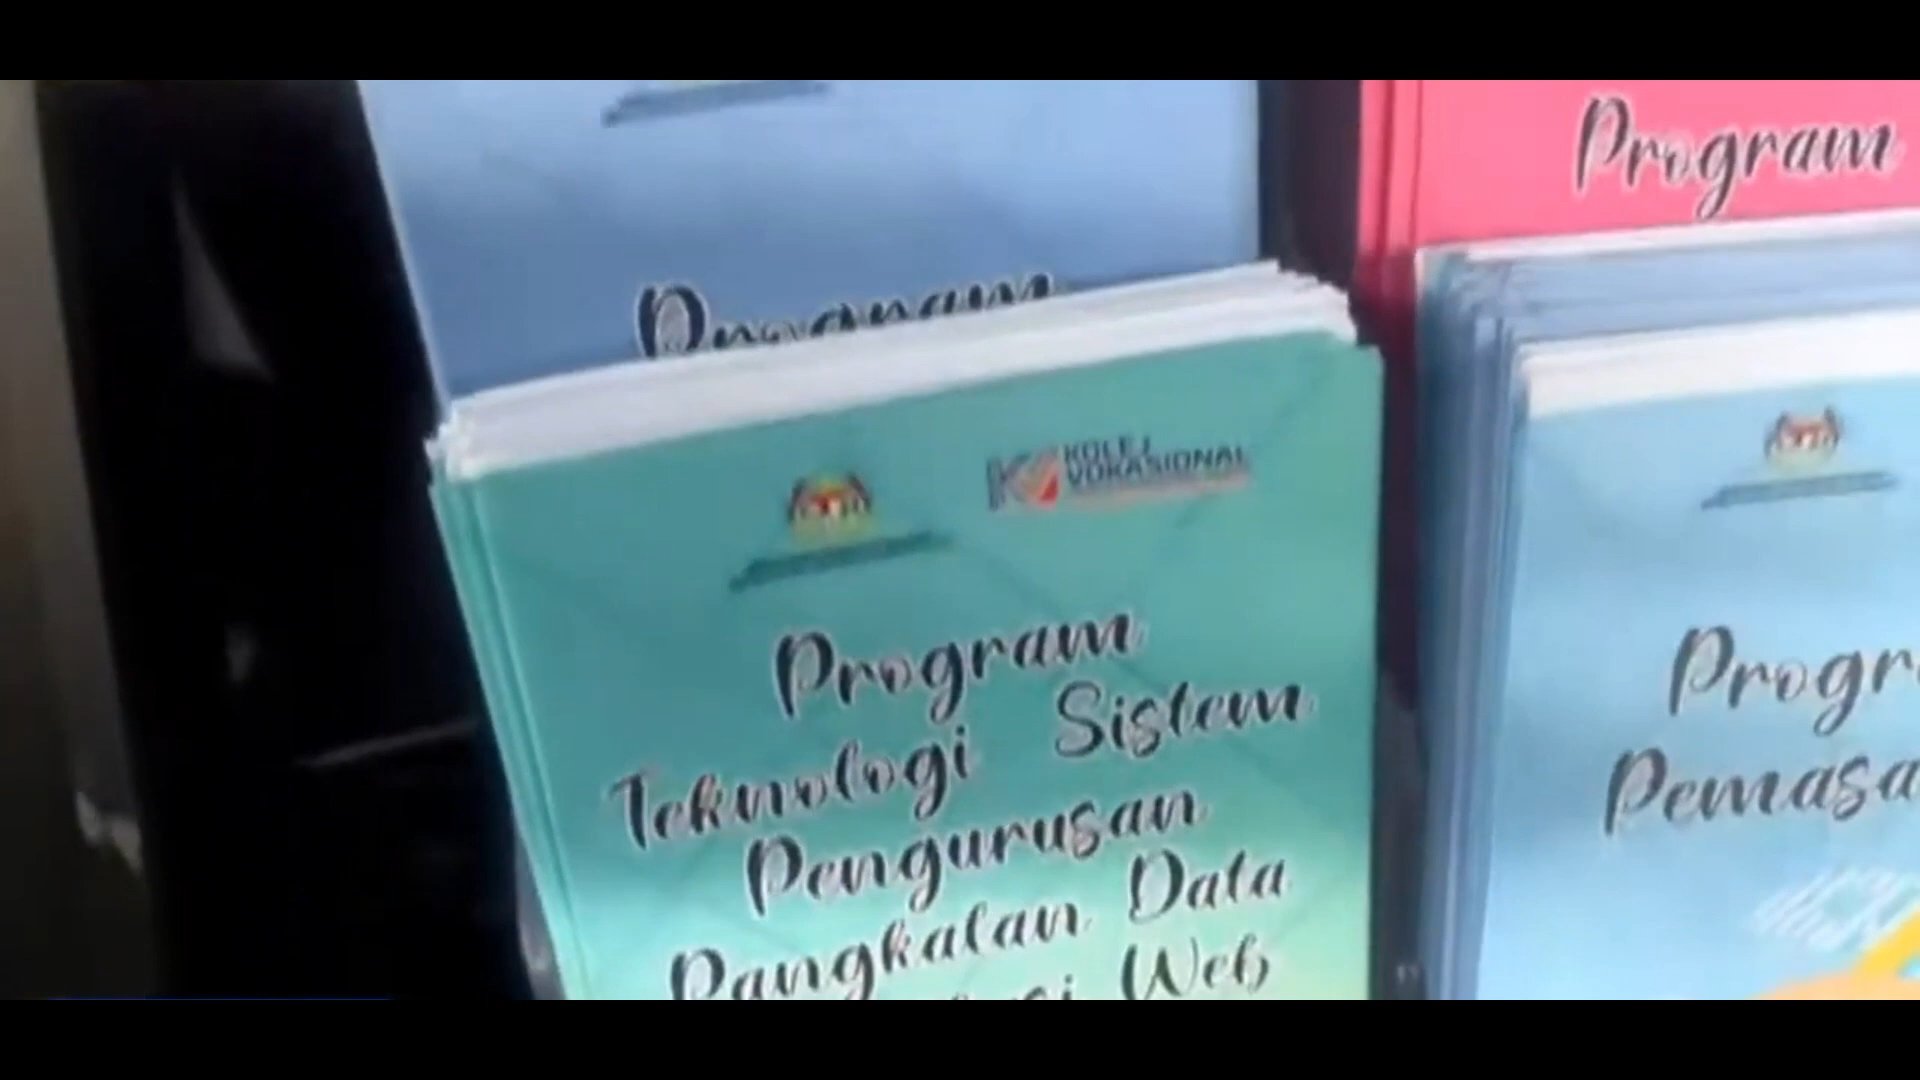 Program
Program
KOLEJ
VOKASIONAL
Program
Teknologi Sistem
Pengurusan
Pangkalan Data
Web
Progr
Pemasa